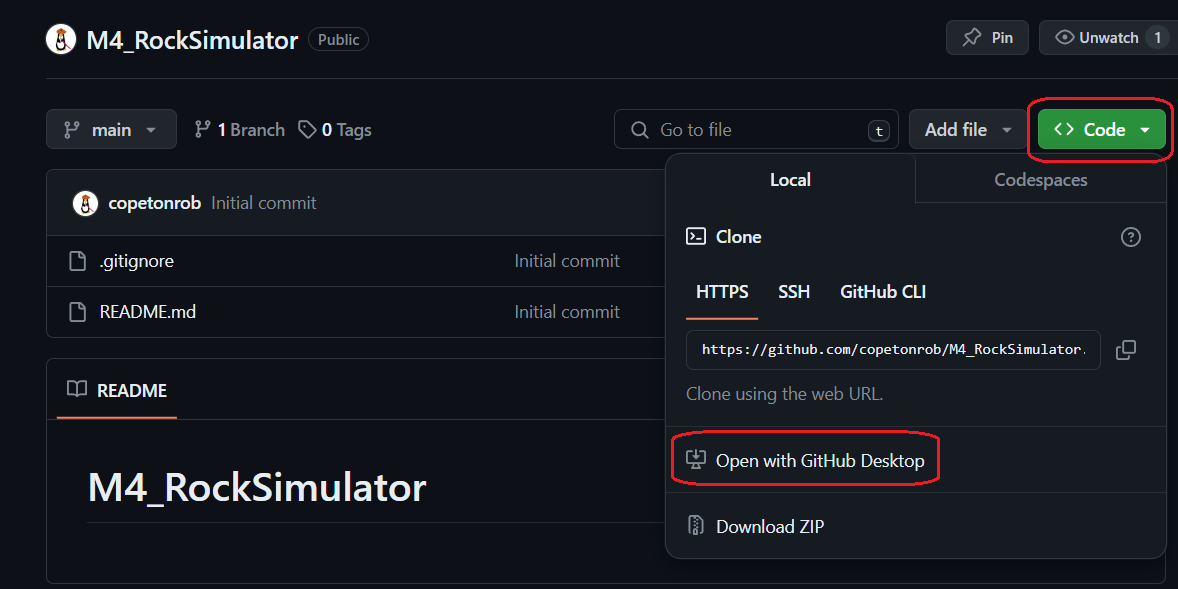 M4_RockSimulator Public Pin Unwatch 1
main 1 Branch 0 Tags Go to file t Add file Code
Local Codespaces
copetonrob Initial commit
Clone
.gitignore Initial commit
HTTPS SSH GitHub CLI
README.md Initial commit
https://github.com/copetonrob/M4_RockSimulator.
README
Clone using the web URL.
Open with GitHub Desktop
M4_RockSimulator
Download ZIP